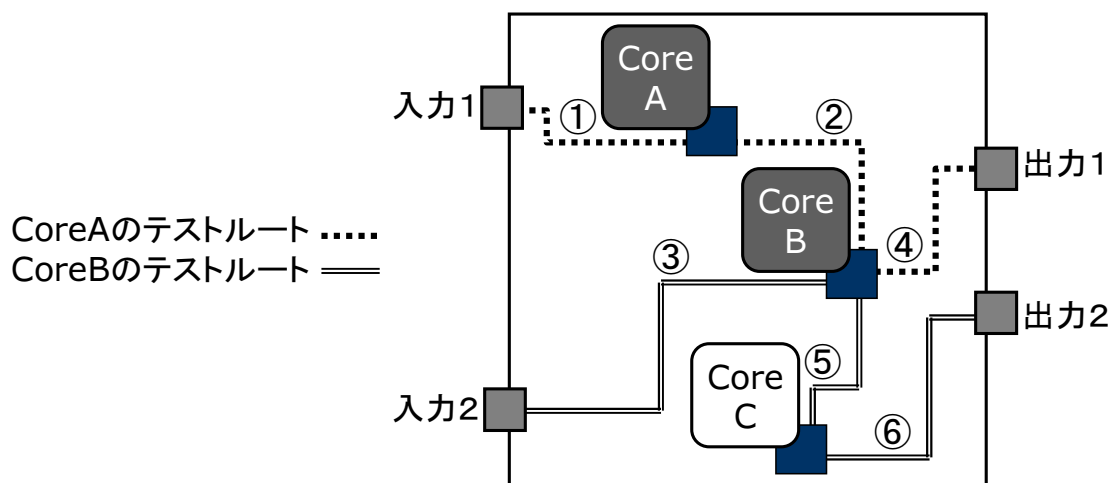 Core
A
入力1
①
②
出力1
Core
B
CoreAのテストルート
CoreBのテストルート
③
④
出力2
Core
C
⑤
入力2
⑥